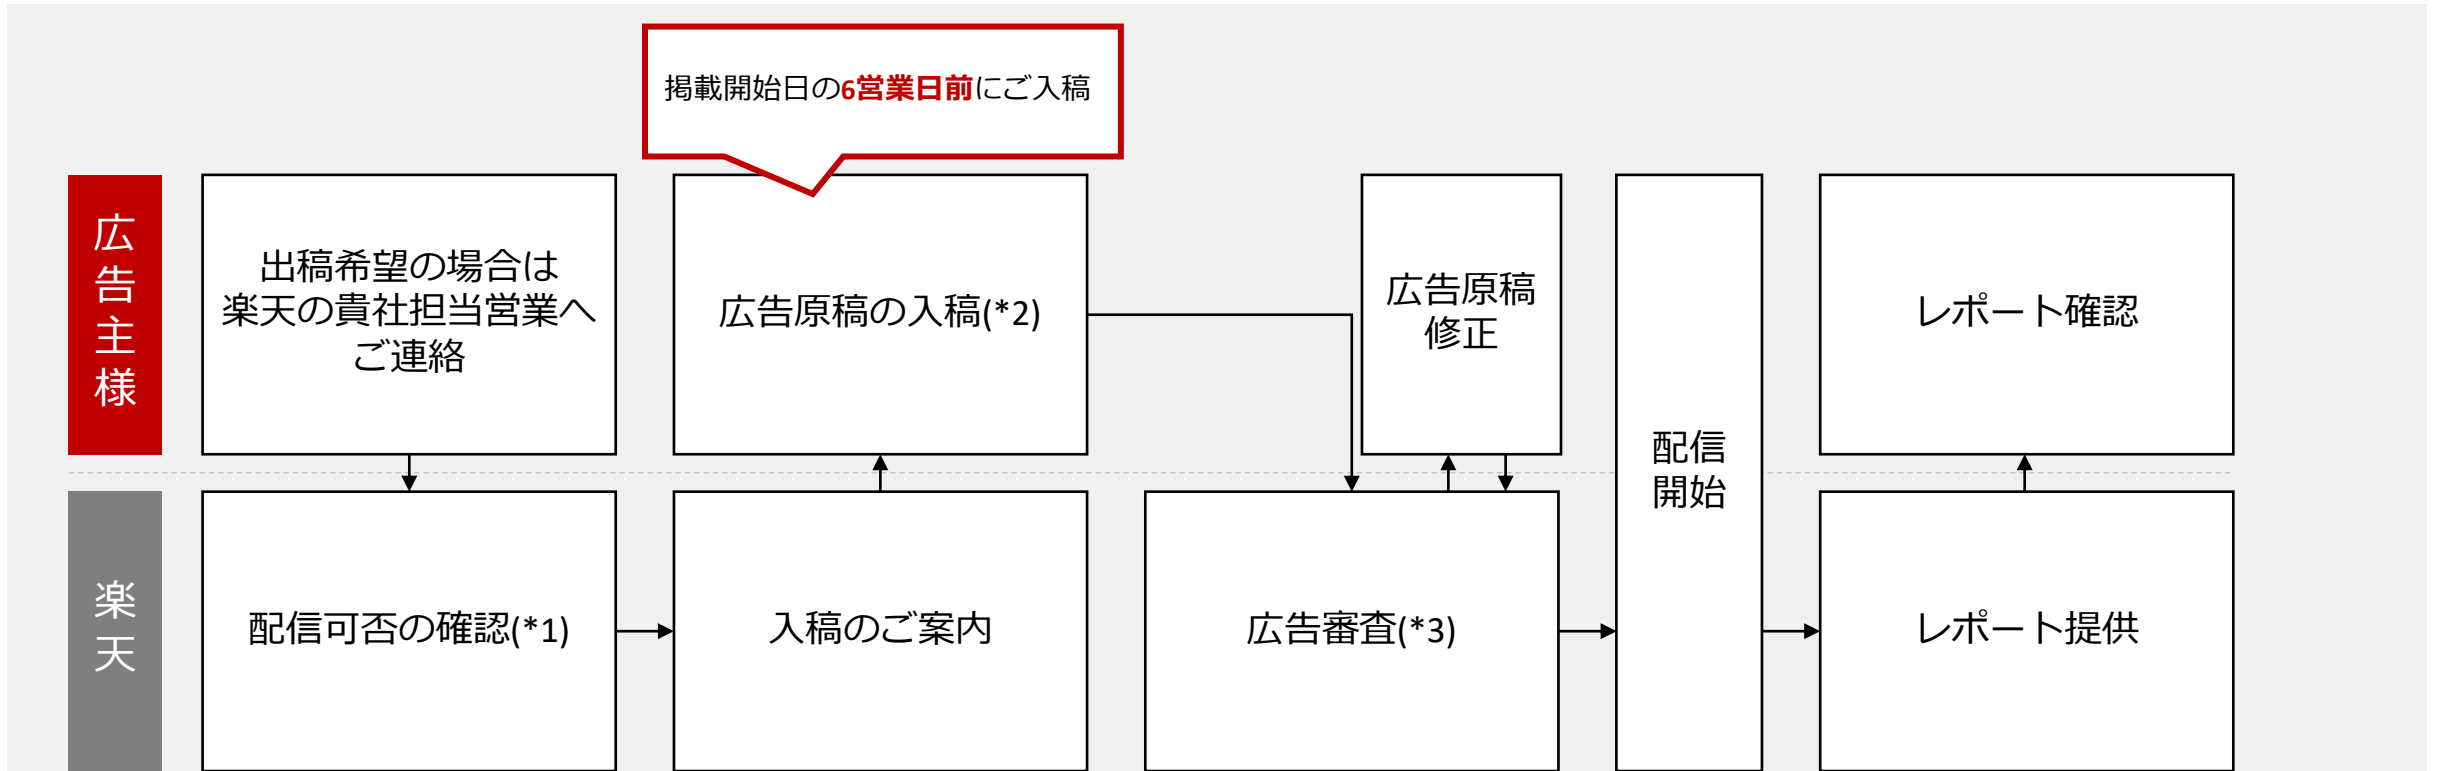 掲載開始日の6営業日前にご入稿
広告主様
出稿希望の場合は
楽天の貴社担当営業へ
ご連絡
広告原稿の入稿(*2)
広告原稿
修正
配信
開始
レポート確認
楽天
配信可否の確認(*1)
入稿のご案内
広告審査(*3)
レポート提供